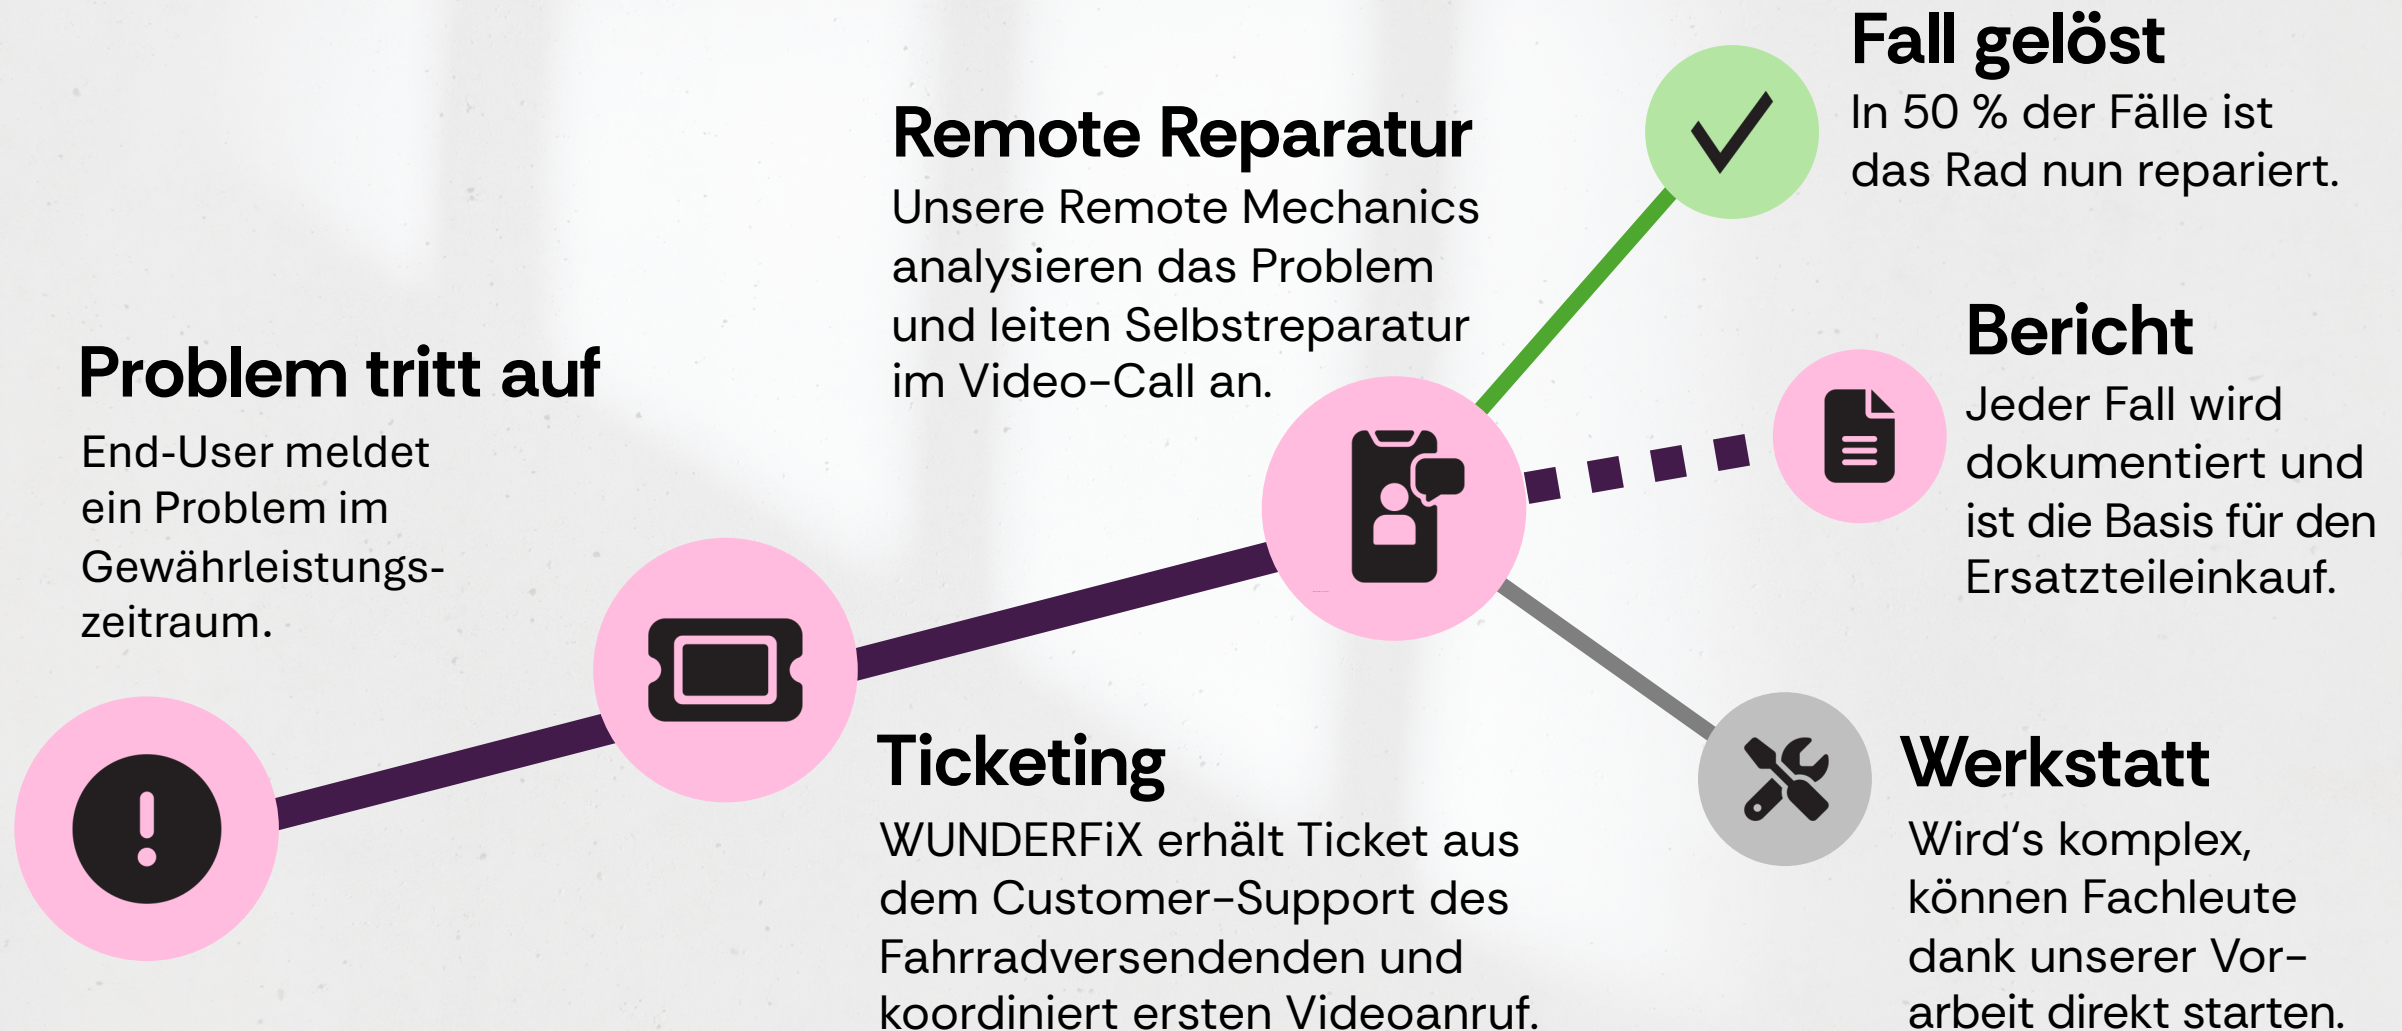 Problem tritt auf
End-User meldet
ein Problem im
Gewährleistungs-
zeitraum.
Ticketing
WUNDERFiX erhält Ticket aus
dem Customer-Support des
Fahrradversendenden und
koordiniert ersten Videoanruf.
Remote Reparatur
Unsere Remote Mechanics
analysieren das Problem
und leiten Selbstreparatur
im Video-Call an.
Fall gelöst
In 50 % der Fälle ist
das Rad nun repariert.
Bericht
Jeder Fall wird
dokumentiert und
ist die Basis für den
Ersatzteileinkauf.
Werkstatt
Wird‘s komplex,
können Fachleute
dank unserer Vor-
arbeit direkt starten.